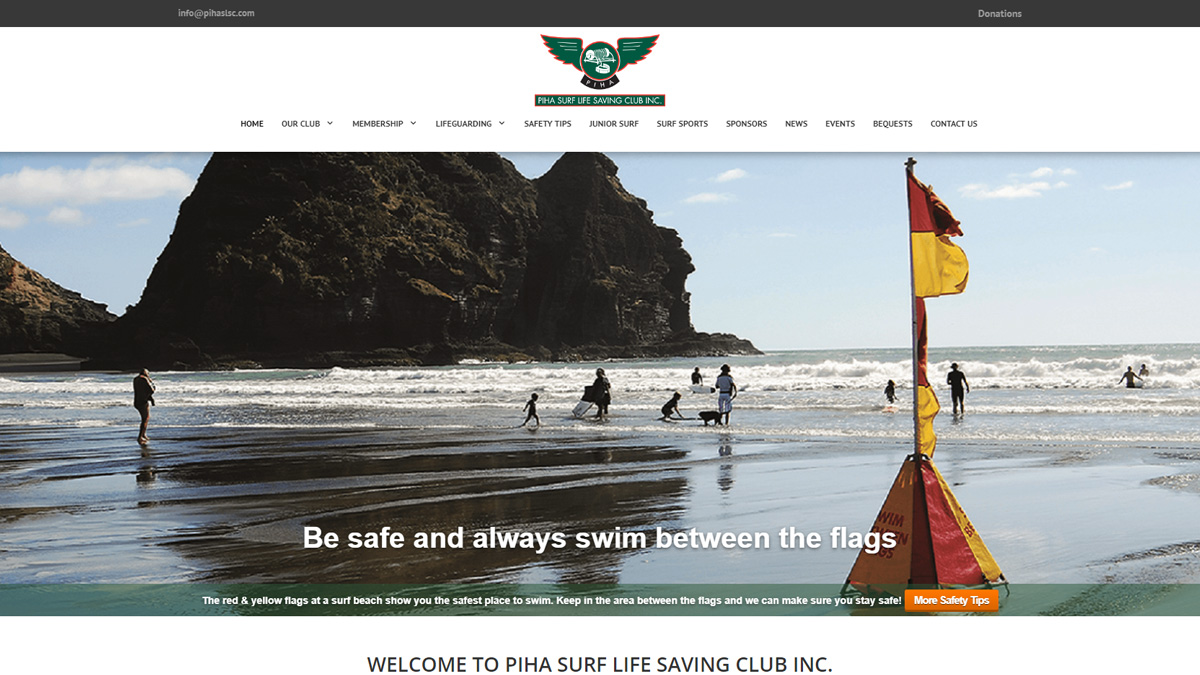 info@pihaslsc.com
Donations
PIHA
PIHA SURF LIFE SAVING CLUB INC.
HOME OUR CLUB MEMBERSHIP LIFEGUARDING SAFETY TIPS JUNIOR SURF SURF SPORTS SPONSORS NEWS EVENTS BEQUESTS CONTACT US
SWIM
Be safe and always swim between the flags
The red & yellow flags at a surf beach show you the safest place to swim. Keep in the area between the flags and we can make sure you stay safe!
More Safety Tips
WELCOME TO PIHA SURF LIFE SAVING CLUB INC.